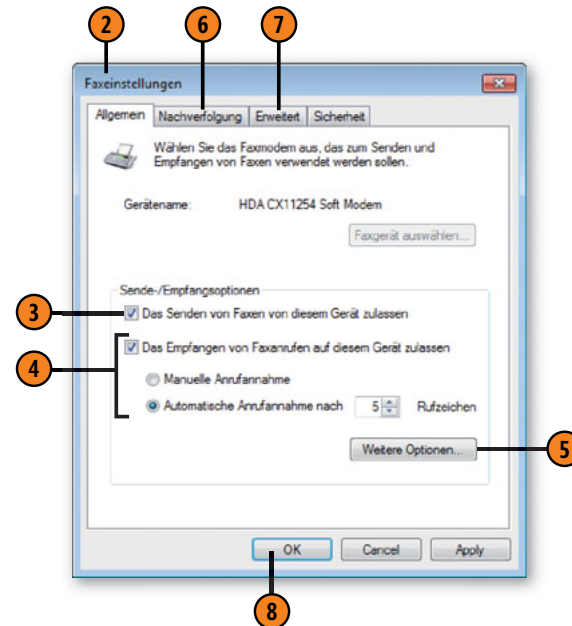 2 6 7
Faxeinstellungen
Allgemein Nachverfolgung Erweitert Sicherheit
Wählen Sie das Faxmodem aus, das zum Senden und
Empfangen von Faxen verwendet werden sollen.
Gerätename: HDA CX11254 Soft Modem
Faxgerät auswählen...
Sende-/Empfangsoptionen
3 Das Senden von Faxen von diesem Gerät zulassen
4 Das Empfangen von Faxanrufen auf diesem Gerät zulassen
Manuelle Anrufannahme
Automatische Anrufannahme nach 5 Rufzeichen
Weitere Optionen... 5
OK Cancel Apply
8